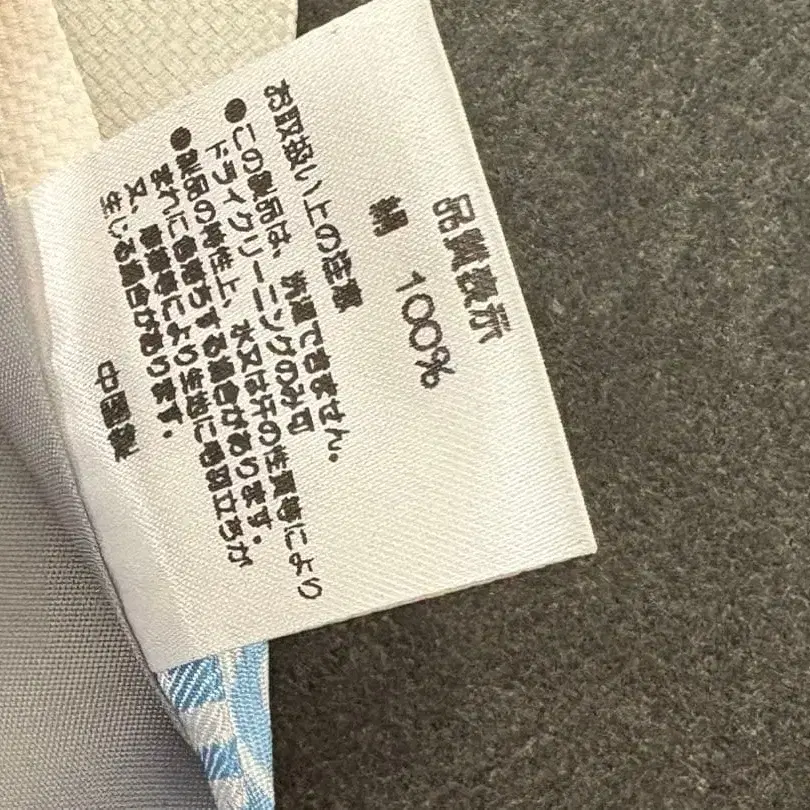 品質表示
絹 100%
お取扱い上の注意
●この製品は、洗濯できません。
ドライクリーニングのみ可
●製品の特性上、水又は汗の性質等により
まれに色落ちする場合があります。
又、摩擦等により生地に毛羽立ちが
生じる場合があります。
中国製